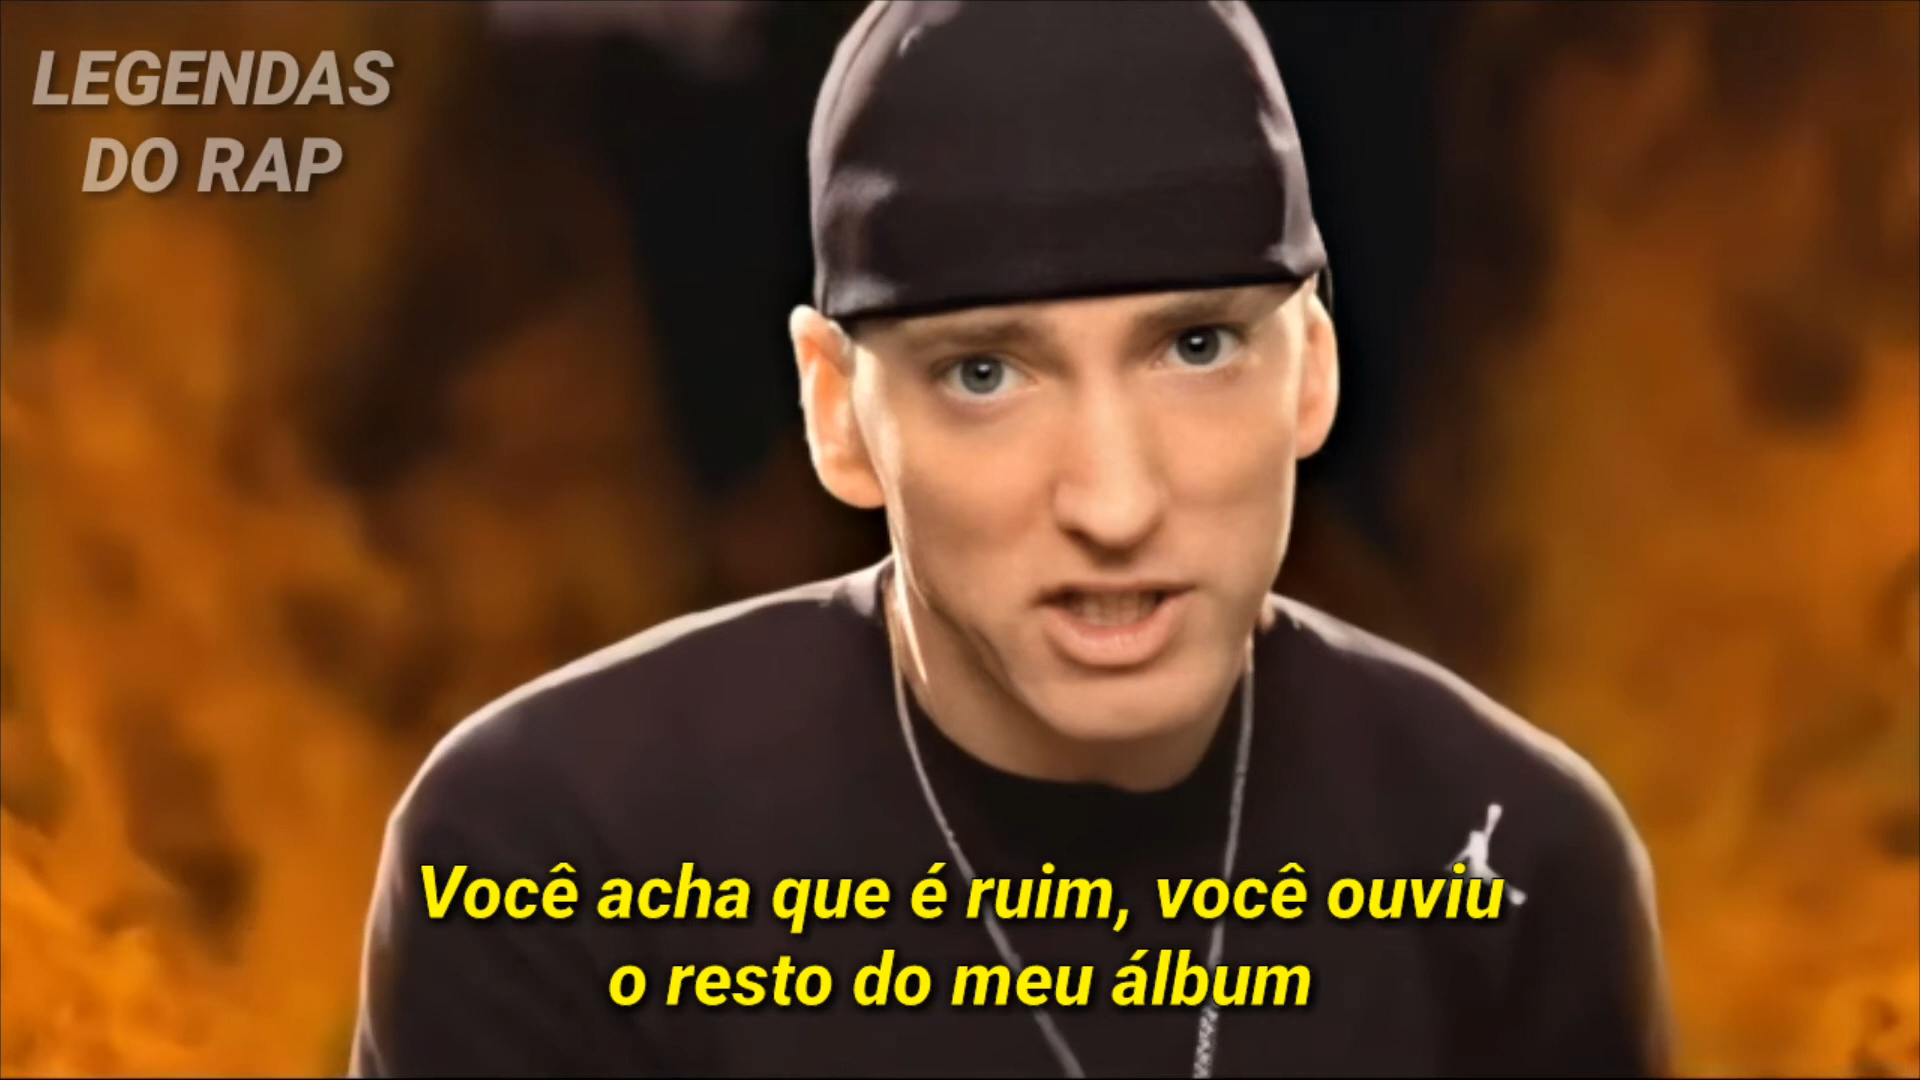 LEGENDAS
DO RAP
Você acha que é ruim, você ouviu
o resto do meu álbum